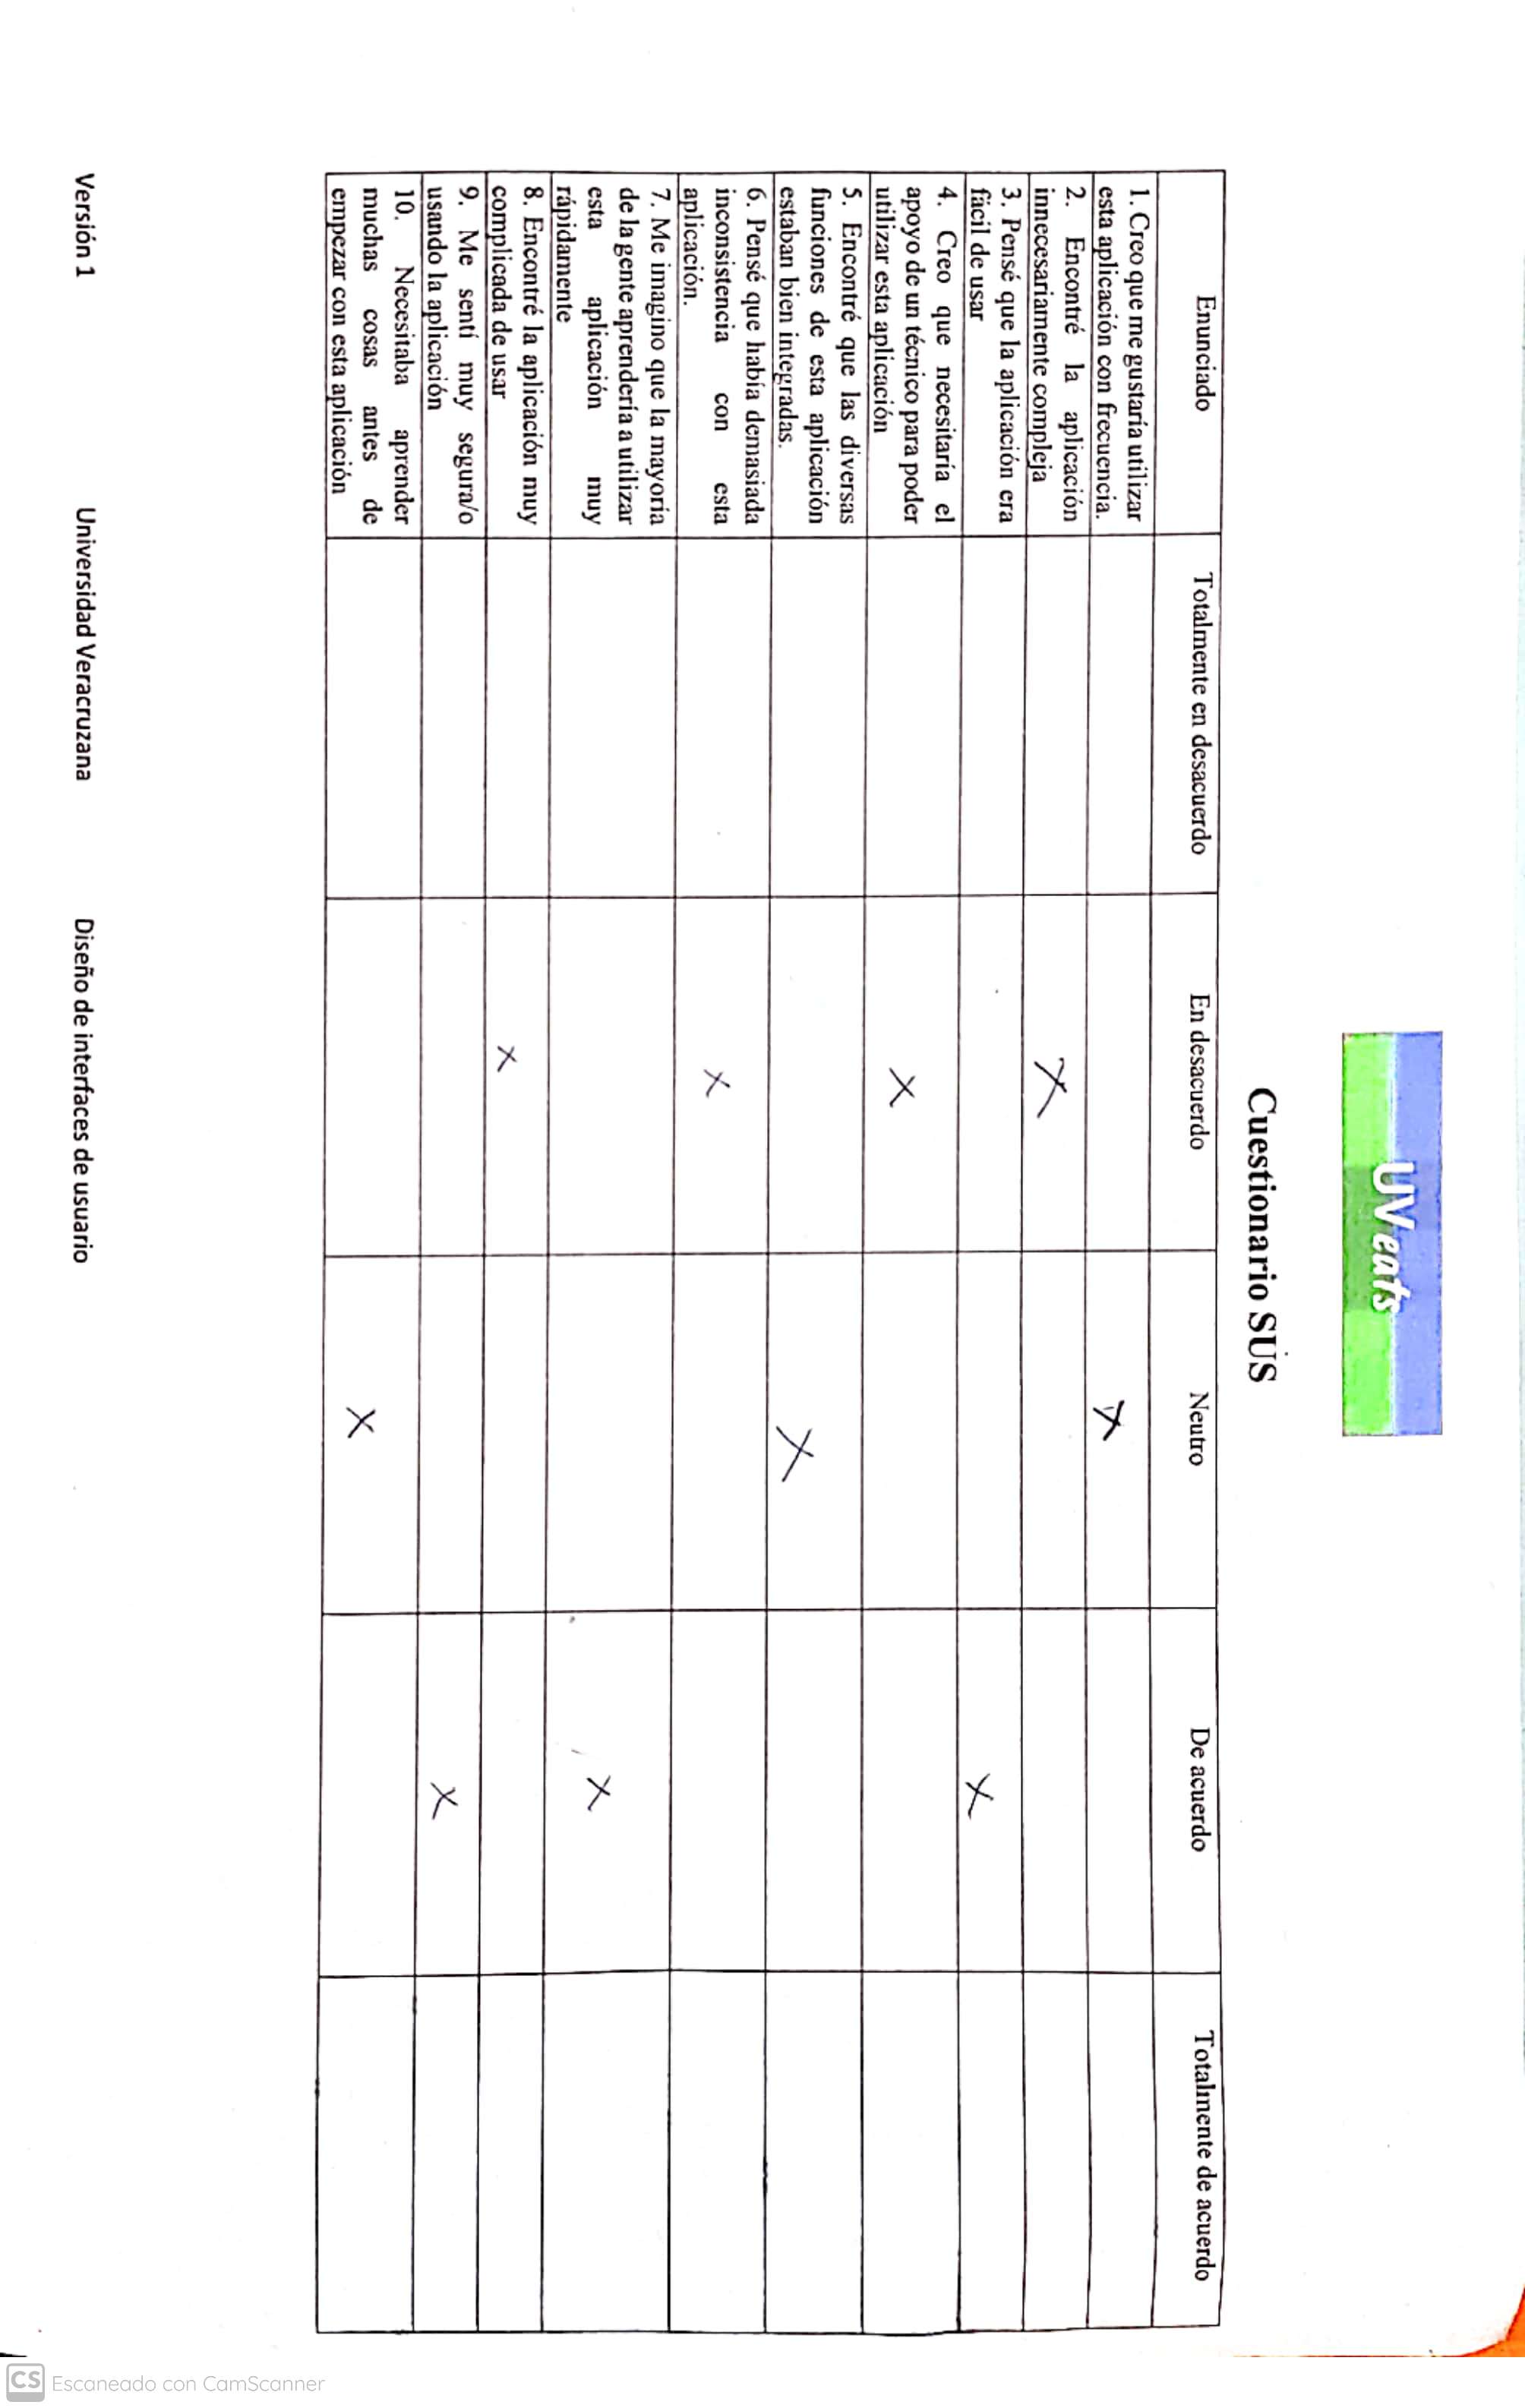 UV eats
Cuestionario SUS
Enunciado Totalmente en desacuerdo En desacuerdo Neutro De acuerdo Totalmente de acuerdo
1. Creo que me gustaría utilizar
esta aplicación con frecuencia. X
2. Encontré la aplicación
innecesariamente compleja X
3. Pensé que la aplicación era
fácil de usar X
4. Creo que necesitaría el
apoyo de un técnico para poder X
utilizar esta aplicación
5. Encontré que las diversas
funciones de esta aplicación
estaban bien integradas. X
6. Pensé que había demasiada
inconsistencia con esta X
aplicación.
7. Me imagino que la mayoría
de la gente aprendería a utilizar
esta aplicación muy X
rápidamente
8. Encontré la aplicación muy
complicada de usar X
9. Me sentí muy segura/o
usando la aplicación X
10. Necesitaba aprender
muchas cosas antes de X
empezar con esta aplicación
Versión 1 Universidad Veracruzana Diseño de interfaces de usuario
CS Escaneado con CamScanner